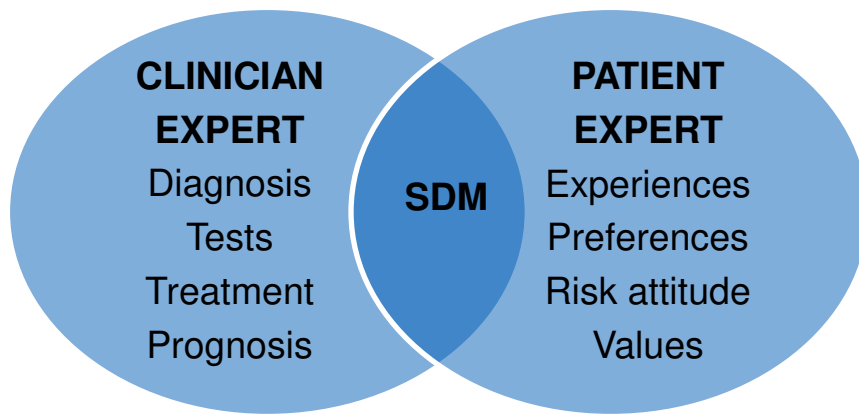 CLINICIAN
EXPERT
Diagnosis
Tests
Treatment
Prognosis
SDM
PATIENT
EXPERT
Experiences
Preferences
Risk attitude
Values